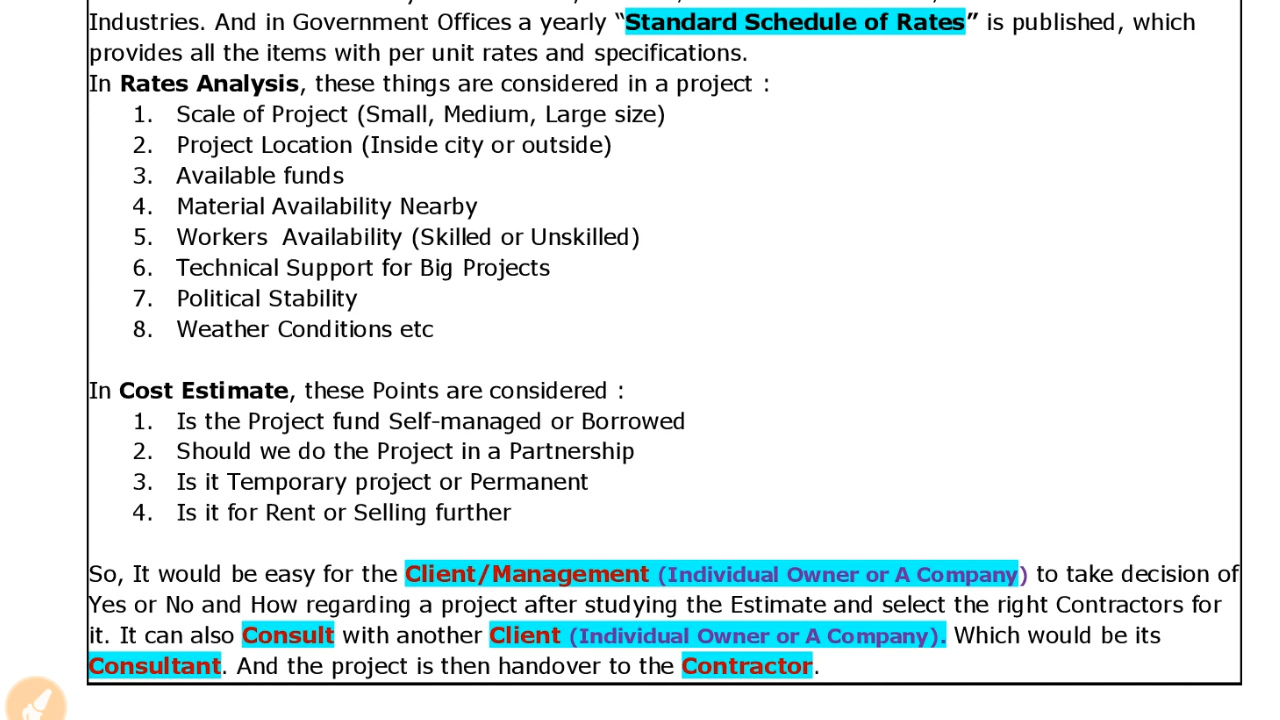 Industries. And in Government Offices a yearly “Standard Schedule of Rates” is published, which
provides all the items with per unit rates and specifications.
In Rates Analysis, these things are considered in a project :
1. Scale of Project (Small, Medium, Large size)
2. Project Location (Inside city or outside)
3. Available funds
4. Material Availability Nearby
5. Workers Availability (Skilled or Unskilled)
6. Technical Support for Big Projects
7. Political Stability
8. Weather Conditions etc
In Cost Estimate, these Points are considered :
1. Is the Project fund Self-managed or Borrowed
2. Should we do the Project in a Partnership
3. Is it Temporary project or Permanent
4. Is it for Rent or Selling further
So, It would be easy for the Client/Management (Individual Owner or A Company) to take decision of
Yes or No and How regarding a project after studying the Estimate and select the right Contractors for
it. It can also Consult with another Client (Individual Owner or A Company). Which would be its
Consultant. And the project is then handover to the Contractor.